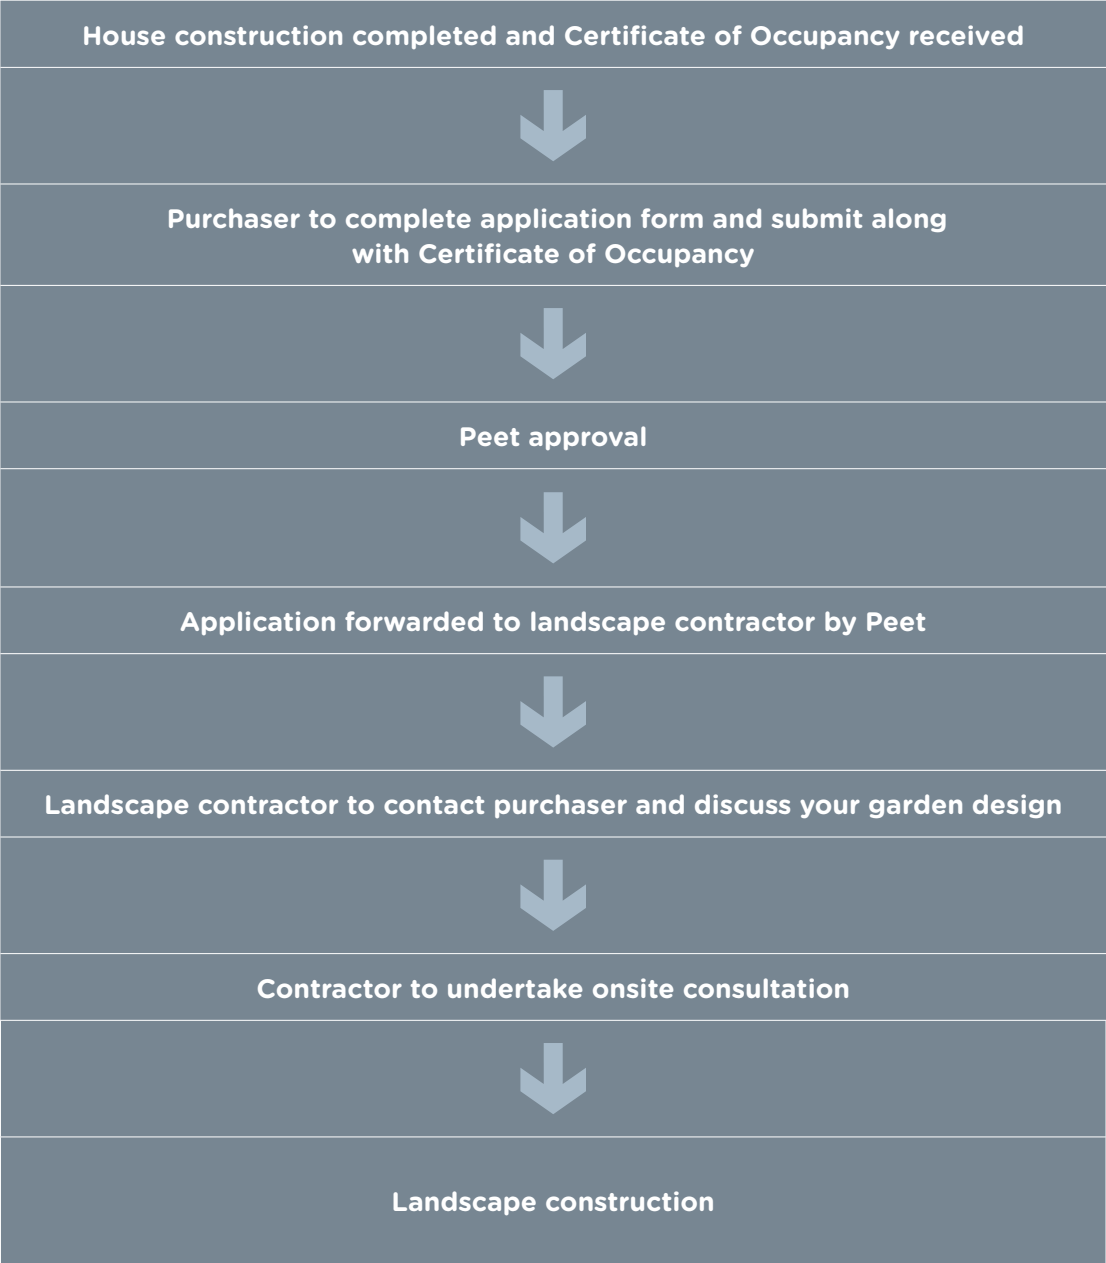 House construction completed and Certificate of Occupancy received
Purchaser to complete application form and submit along
with Certificate of Occupancy
Peet approval
Application forwarded to landscape contractor by Peet
Landscape contractor to contact purchaser and discuss your garden design
Contractor to undertake onsite consultation
Landscape construction